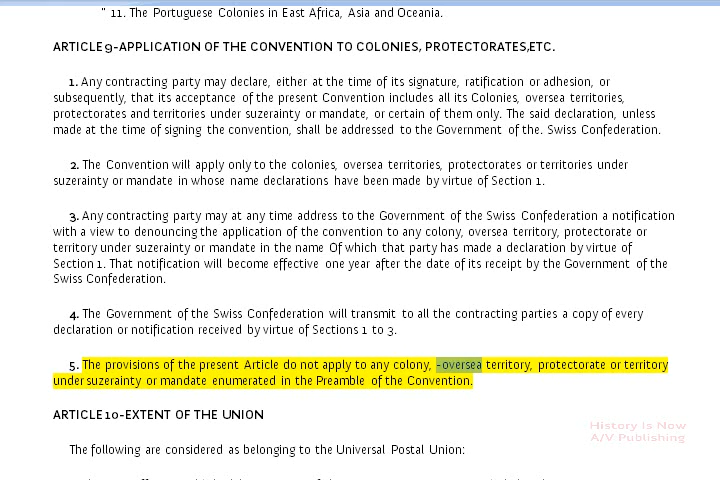 " 11. The Portuguese Colonies in East Africa, Asia and Oceania.
ARTICLE 9-APPLICATION OF THE CONVENTION TO COLONIES, PROTECTORATES,ETC.
1. Any contracting party may declare, either at the time of its signature, ratification or adhesion, or
subsequently, that its acceptance of the present Convention includes all its Colonies, oversea territories,
protectorates and territories under suzerainty or mandate, or certain of them only. The said declaration, unless
made at the time of signing the convention, shall be addressed to the Government of the. Swiss Confederation.
2. The Convention will apply only to the colonies, oversea territories, protectorates or territories under
suzerainty or mandate in whose name declarations have been made by virtue of Section 1.
3. Any contracting party may at any time address to the Government of the Swiss Confederation a notification
with a view to denouncing the application of the convention to any colony, oversea territory, protectorate or
territory under suzerainty or mandate in the name Of which that party has made a declaration by virtue of
Section 1. That notification will become effective one year after the date of its receipt by the Government of the
Swiss Confederation.
4. The Government of the Swiss Confederation will transmit to all the contracting parties a copy of every
declaration or notification received by virtue of Sections 1 to 3.
5. The provisions of the present Article do not apply to any colony, -oversea territory, protectorate or territory
under suzerainty or mandate enumerated in the Preamble of the Convention.
ARTICLE 10-EXTENT OF THE UNION
History Is Now
A/V Publishing
The following are considered as belonging to the Universal Postal Union: